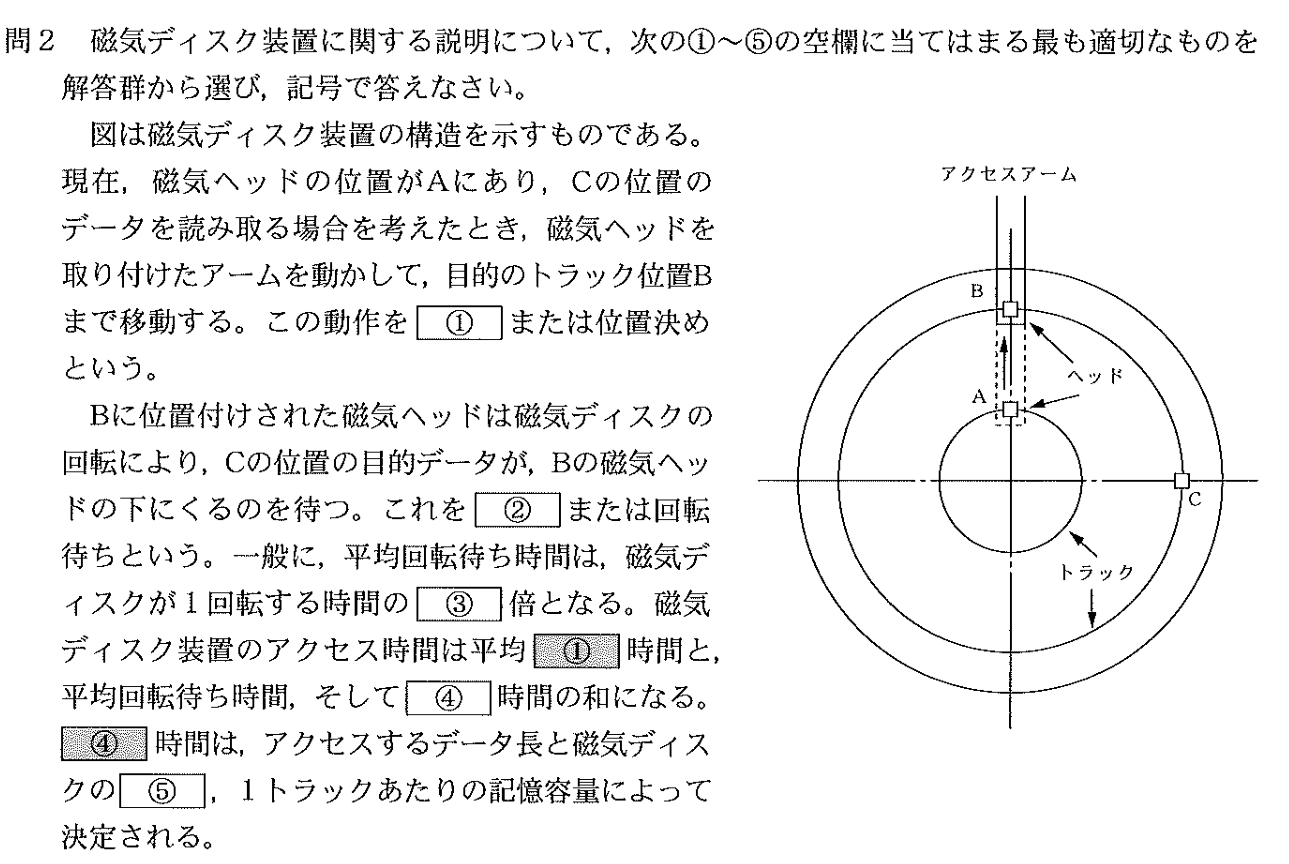 問2 磁気ディスク装置に関する説明について，次の①～⑤の空欄に当てはまる最も適切なものを
解答群から選び，記号で答えなさい。
図は磁気ディスク装置の構造を示すものである。
現在，磁気ヘッドの位置がAにあり，Cの位置の
データを読み取る場合を考えたとき，磁気ヘッドを
取り付けたアームを動かして，目的のトラック位置B
まで移動する。この動作を ① または位置決め
という。
Bに位置付けされた磁気ヘッドは磁気ディスクの
回転により，Cの位置の目的データが，Bの磁気ヘッ
ドの下にくるのを待つ。これを ② または回転
待ちという。一般に，平均回転待ち時間は，磁気デ
ィスクが1回転する時間の ③ 倍となる。磁気
ディスク装置のアクセス時間は平均 ① 時間と，
平均回転待ち時間，そして ④ 時間の和になる。
④ 時間は，アクセスするデータ長と磁気ディス
クの ⑤ ，1トラックあたりの記憶容量によって
決定される。
アクセスアーム
B
ヘッド
A
C
トラック